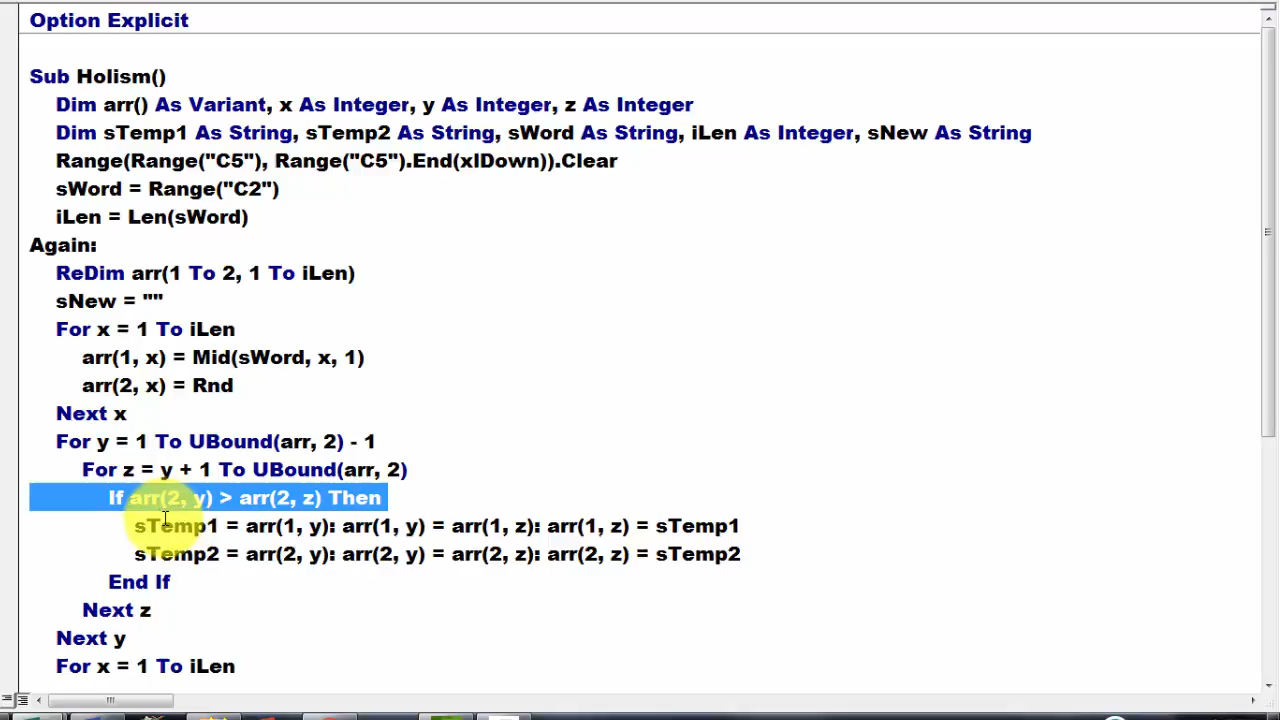 Option Explicit
Sub Holism()
Dim arr() As Variant, x As Integer, y As Integer, z As Integer
Dim sTemp1 As String, sTemp2 As String, sWord As String, iLen As Integer, sNew As String
Range(Range("C5"), Range("C5").End(xlDown)).Clear
sWord = Range("C2")
iLen = Len(sWord)
Again:
ReDim arr(1 To 2, 1 To iLen)
sNew = ""
For x = 1 To iLen
arr(1, x) = Mid(sWord, x, 1)
arr(2, x) = Rnd
Next x
For y = 1 To UBound(arr, 2) - 1
For z = y + 1 To UBound(arr, 2)
If arr(2, y) > arr(2, z) Then
sTemp1 = arr(1, y): arr(1, y) = arr(1, z): arr(1, z) = sTemp1
sTemp2 = arr(2, y): arr(2, y) = arr(2, z): arr(2, z) = sTemp2
End If
Next z
Next y
For x = 1 To iLen